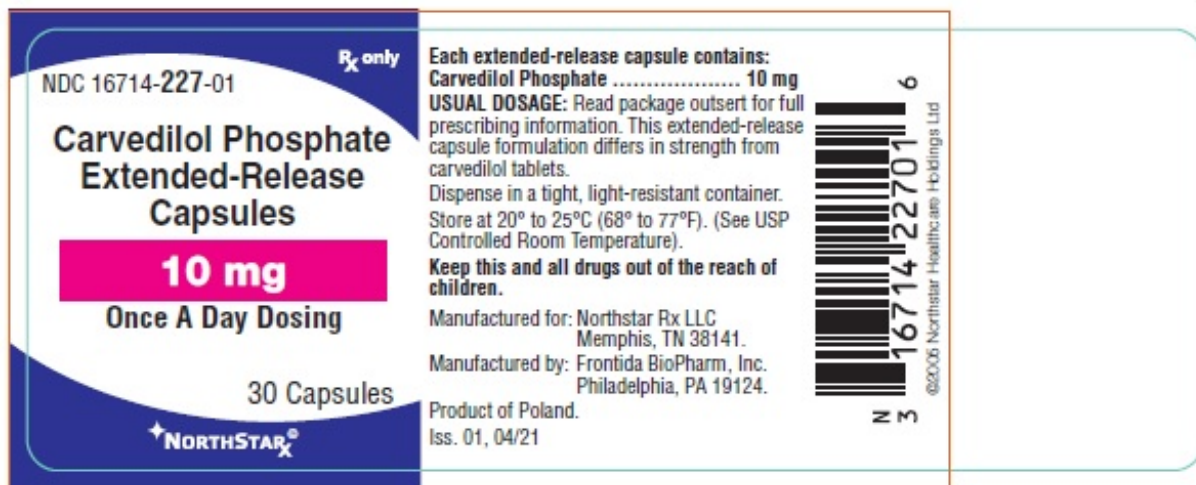 Rx only
NDC 16714-227-01
Carvedilol Phosphate
Extended-Release
Capsules
10 mg
Once A Day Dosing
30 Capsules
NORTHSTARx®
Each extended-release capsule contains:
Carvedilol Phosphate ................... 10 mg
USUAL DOSAGE: Read package outsert for full
prescribing information. This extended-release
capsule formulation differs in strength from
carvedilol tablets.
Dispense in a tight, light-resistant container.
Store at 20° to 25°C (68° to 77°F). (See USP
Controlled Room Temperature).
Keep this and all drugs out of the reach of
children.
Manufactured for: Northstar Rx LLC
Memphis, TN 38141.
Manufactured by: Frontida BioPharm, Inc.
Philadelphia, PA 19124.
Product of Poland.
Iss. 01, 04/21
N
3 16714 22701 6
©2005 Northstar Healthcare Holdings Ltd